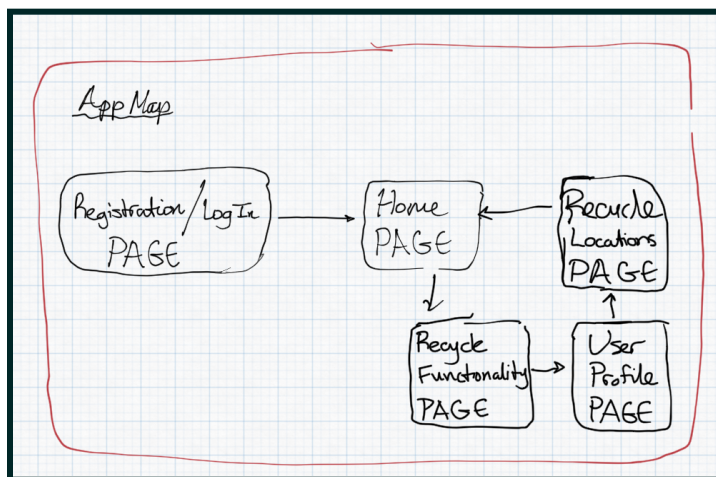 App Map
Registration / Log In
PAGE
Home
PAGE
Recycle
Locations
PAGE
Recycle
Functionality
PAGE
User
Profile
PAGE